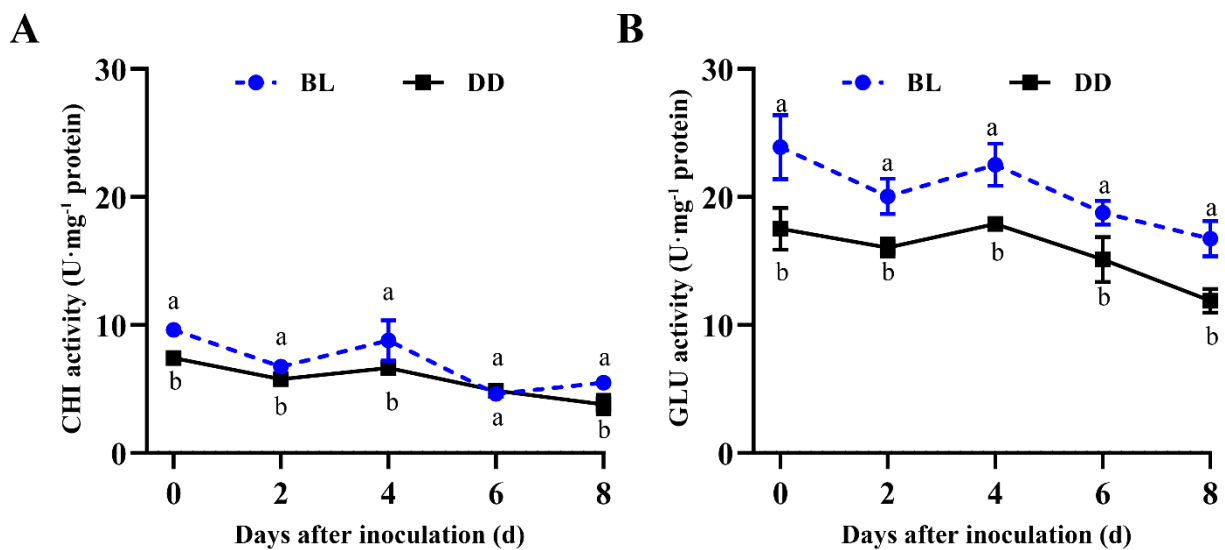 A
CHI activity (U·mg⁻¹ protein)
30
20
10
0
BL
DD
a
a
a
a
a
b
b
b
a
b
0
2
4
6
8
Days after inoculation (d)
B
GLU activity (U·mg⁻¹ protein)
30
20
10
0
BL
DD
a
a
a
a
a
b
b
b
b
b
0
2
4
6
8
Days after inoculation (d)